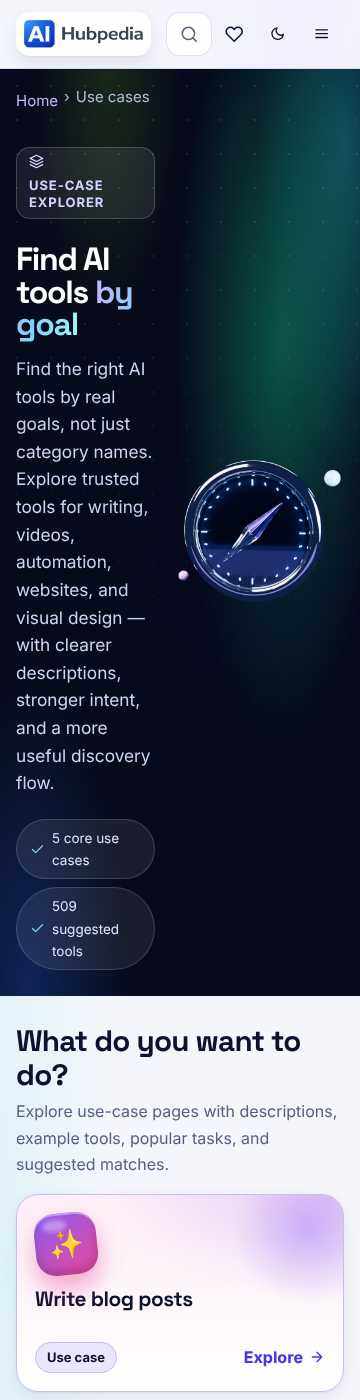 AI Hubpedia
Home › Use cases
USE-CASE
EXPLORER
Find AI
tools by
goal
Find the right AI
tools by real
goals, not just
category names.
Explore trusted
tools for writing,
videos,
automation,
websites, and
visual design —
with clearer
descriptions,
stronger intent,
and a more
useful discovery
flow.
5 core use
cases
509
suggested
tools
What do you want to
do?
Explore use-case pages with descriptions,
example tools, popular tasks, and
suggested matches.
Write blog posts
Use case
Explore →